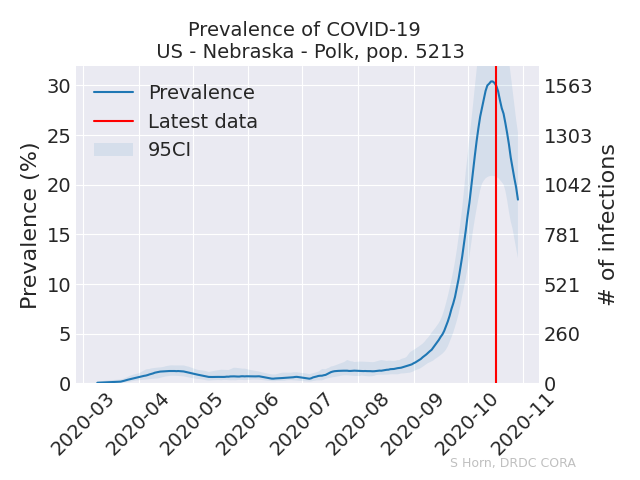 Prevalence of COVID-19
US - Nebraska - Polk, pop. 5213
Prevalence
Latest data
95CI
Prevalence (%)
30
25
20
15
10
5
0
1563
1303
1042
781
521
260
0
# of infections
2020-03
2020-04
2020-05
2020-06
2020-07
2020-08
2020-09
2020-10
2020-11
S Horn, DRDC CORA